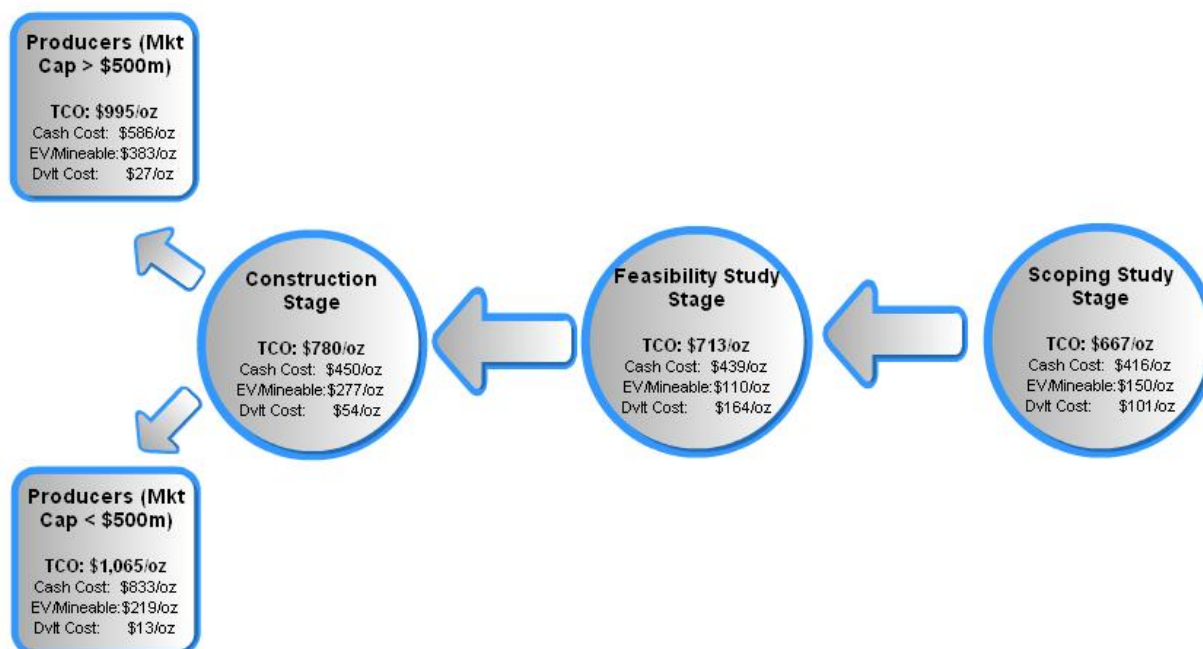 Producers (Mkt
Cap > $500m)
TCO: $995/oz
Cash Cost: $586/oz
EV/Mineable:$383/oz
Dvlt Cost: $27/oz
Construction
Stage
TCO: $780/oz
Cash Cost: $450/oz
EV/Mineable:$277/oz
Dvlt Cost: $54/oz
Feasibility Study
Stage
TCO: $713/oz
Cash Cost: $439/oz
EV/Mineable:$110/oz
Dvlt Cost: $164/oz
Scoping Study
Stage
TCO: $667/oz
Cash Cost: $416/oz
EV/Mineable:$150/oz
Dvlt Cost: $101/oz
Producers (Mkt
Cap < $500m)
TCO: $1,065/oz
Cash Cost: $833/oz
EV/Mineable:$219/oz
Dvlt Cost: $13/oz